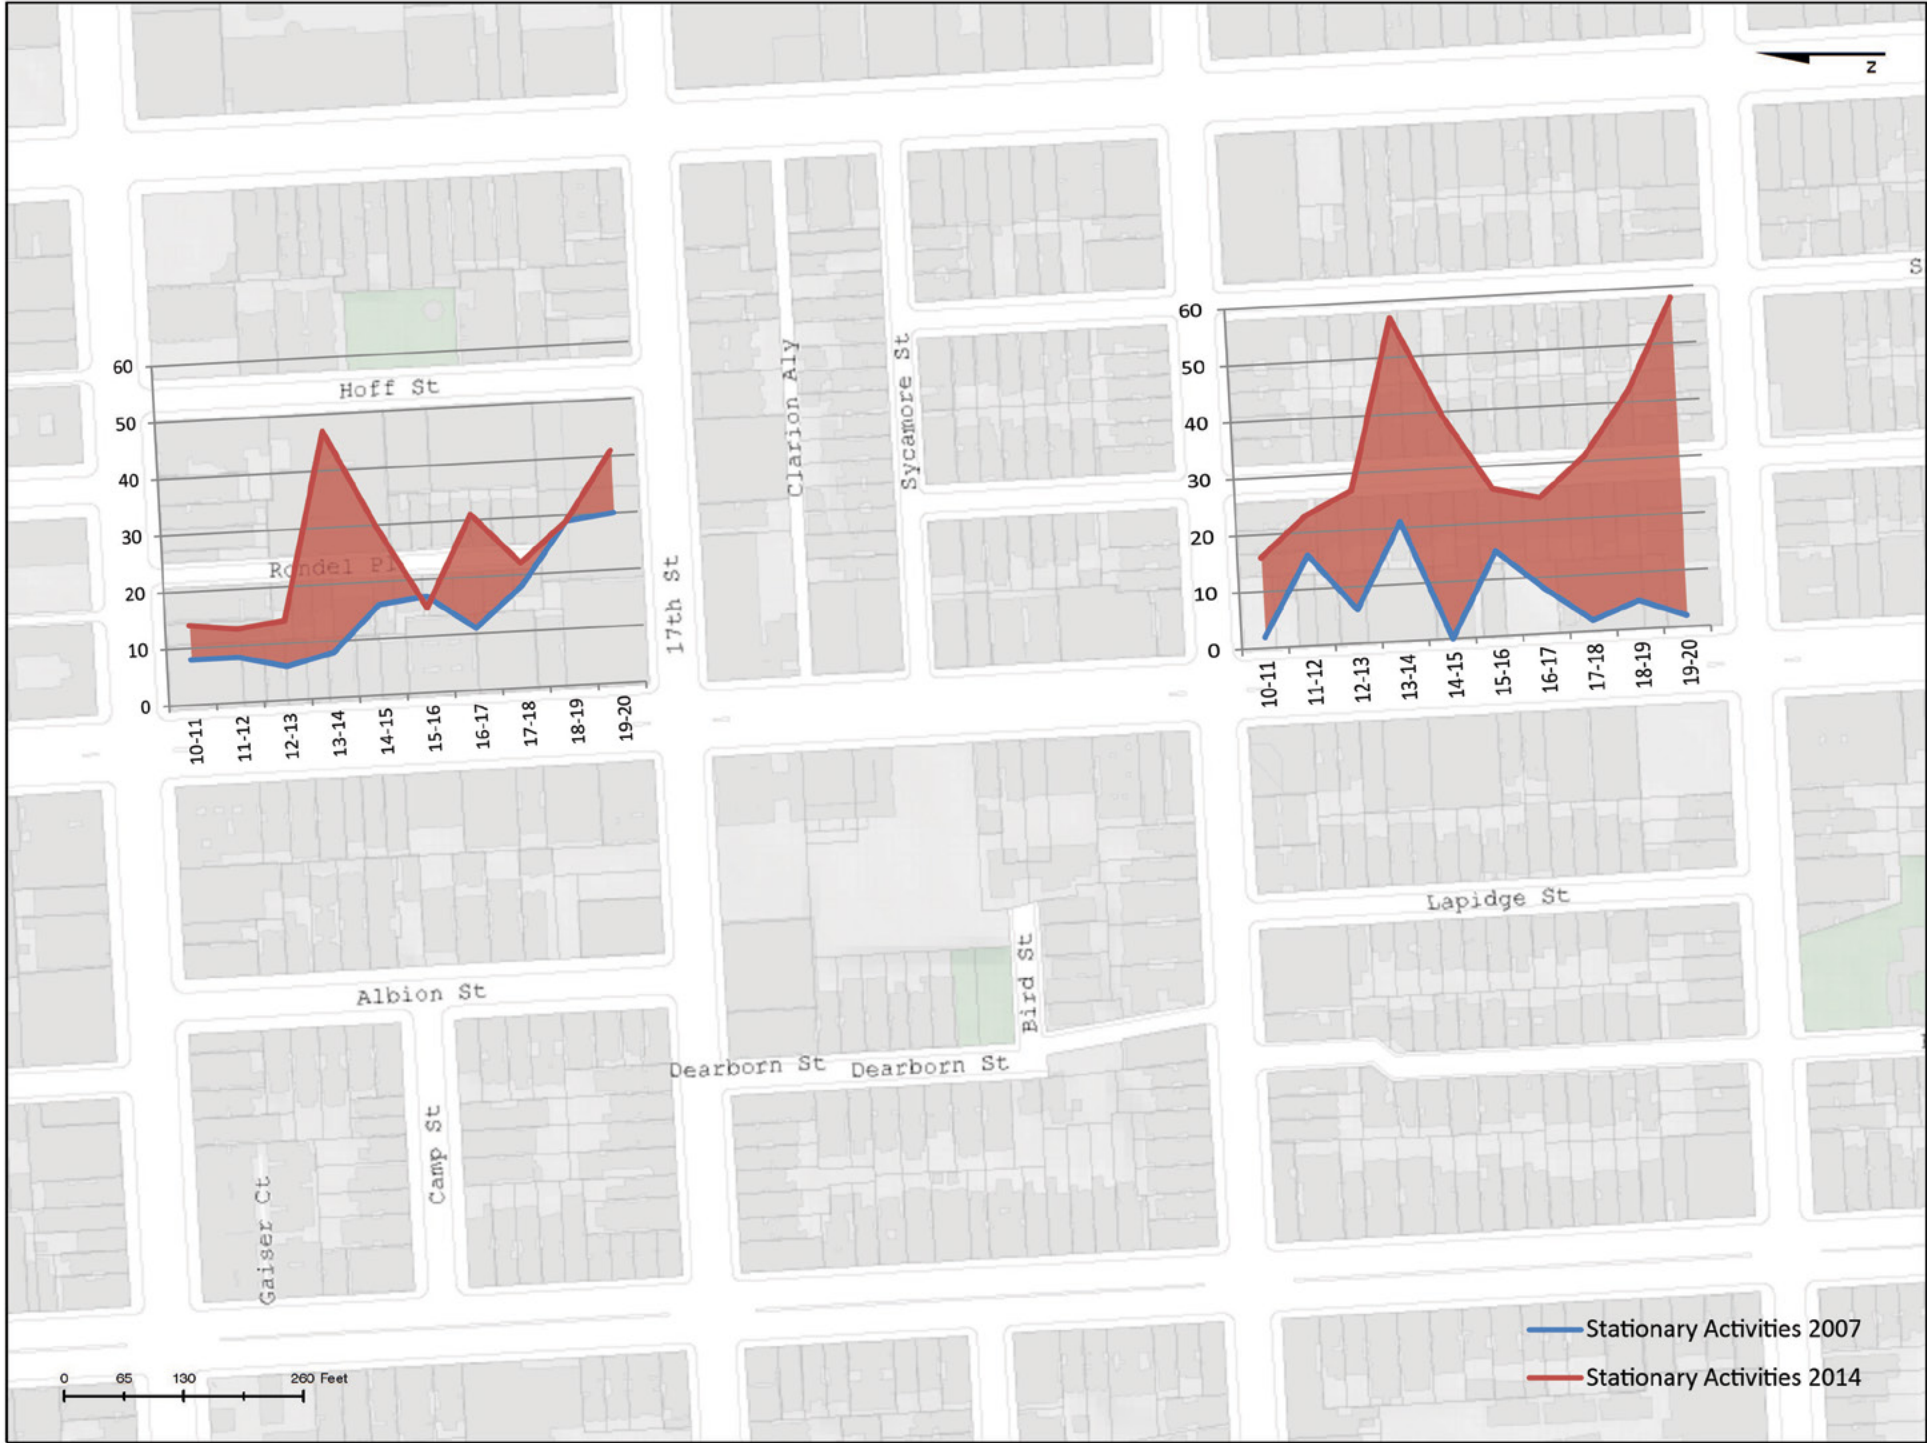 z
S
60
50
40
30
20
10
0
Hoff St
Rondel Pl
10-11
11-12
12-13
13-14
14-15
15-16
16-17
17-18
18-19
19-20
17th St
Clarion Aly
Sycamore St
60
50
40
30
20
10
0
10-11
11-12
12-13
13-14
14-15
15-16
16-17
17-18
18-19
19-20
Lapidge St
Albion St
Bird St
Dearborn St Dearborn St
Camp St
Gaiser Ct
Stationary Activities 2007
Stationary Activities 2014
0 65 130 260 Feet